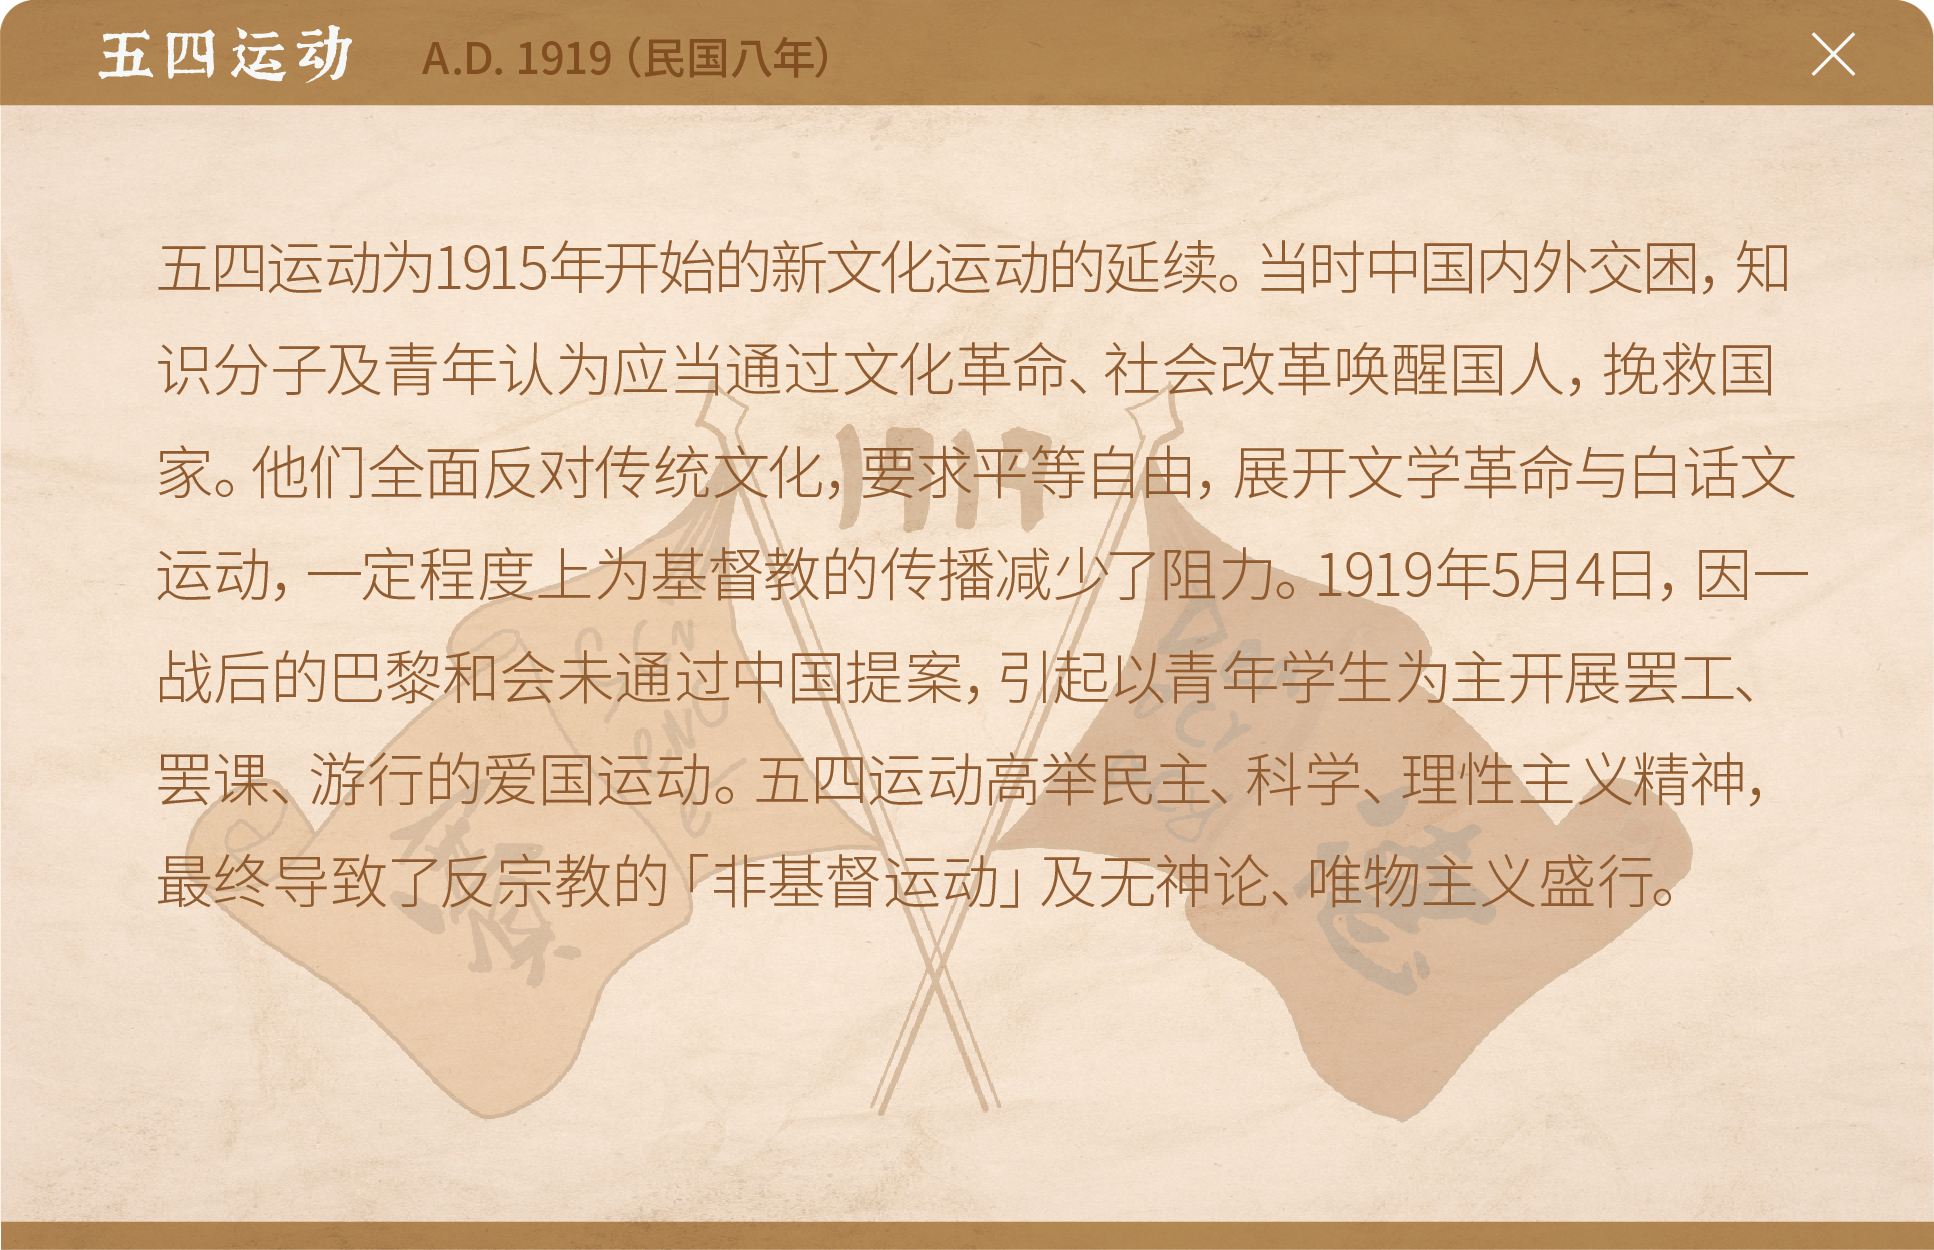 五四运动 A.D. 1919（民国八年）
五四运动为1915年开始的新文化运动的延续。当时中国内外交困，知
识分子及青年认为应当通过文化革命、社会改革唤醒国人，挽救国
家。他们全面反对传统文化，要求平等自由，展开文学革命与白话文
运动，一定程度上为基督教的传播减少了阻力。1919年5月4日，因一
战后的巴黎和会未通过中国提案，引起以青年学生为主开展罢工、
罢课、游行的爱国运动。五四运动高举民主、科学、理性主义精神，
最终导致了反宗教的「非基督运动」及无神论、唯物主义盛行。
1919